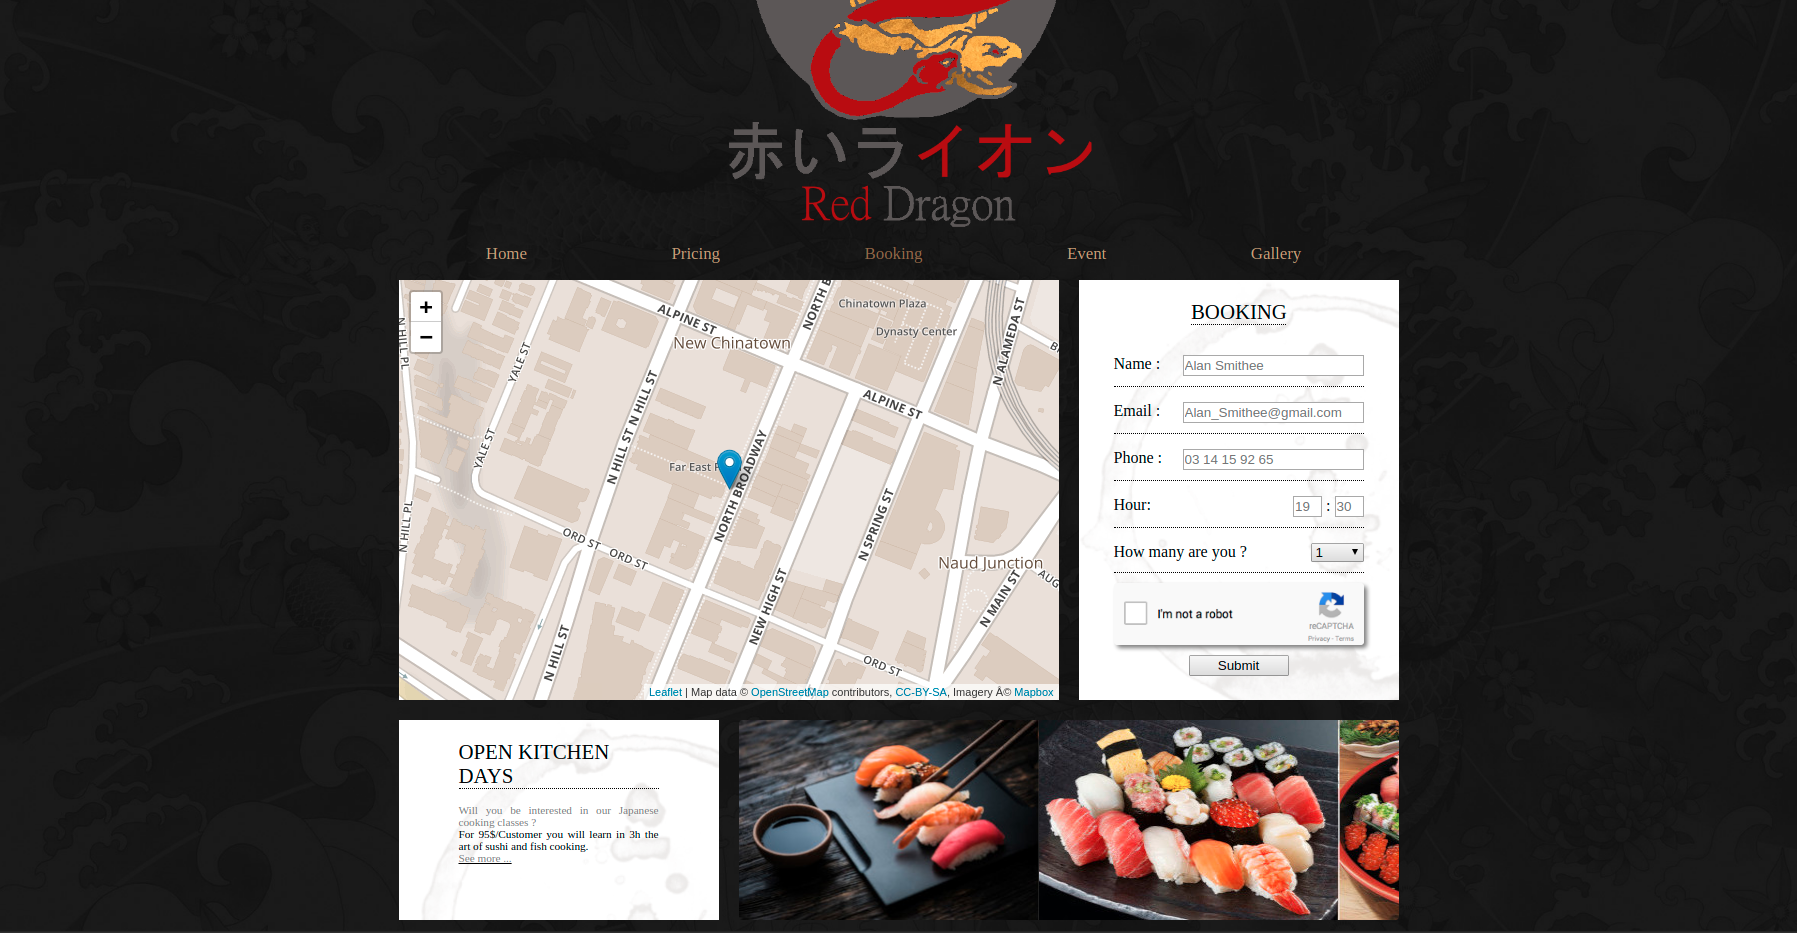 赤いライオン
Red Dragon
Home Pricing Booking Event Gallery
+
−
N HILL PL
YALE ST
ALPINE ST
NORTH B
Chinatown Plaza
Dynasty Center
New Chinatown
N ALAMEDA ST
N HILL ST N HILL ST
ALPINE ST
YALE ST
Far East
NORTH BROADWAY
N HILL PL
ORD ST ORD ST
N SPRING ST
Naud Junction
AUG
N MAIN ST
NEW HIGH ST
N HILL ST
ORD ST
Leaflet | Map data © OpenStreetMap contributors, CC-BY-SA, Imagery Â© Mapbox
BOOKING
Name : Alan Smithee
Email : Alan_Smithee@gmail.com
Phone : 03 14 15 92 65
Hour: 19 : 30
How many are you ? 1
I'm not a robot
reCAPTCHA
Privacy - Terms
Submit
OPEN KITCHEN
DAYS
Will you be interested in our Japanese
cooking classes ?
For 95$/Customer you will learn in 3h the
art of sushi and fish cooking.
See more ...